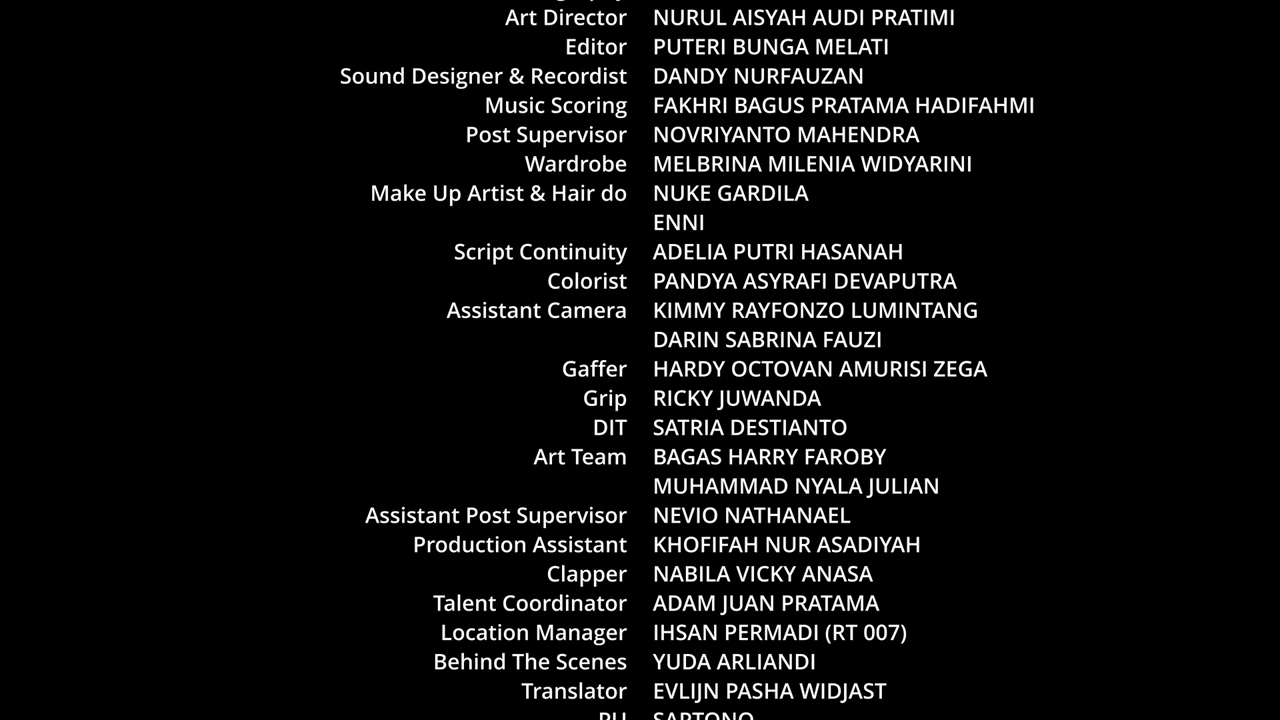 Art Director NURUL AISYAH AUDI PRATIMI
Editor PUTERI BUNGA MELATI
Sound Designer & Recordist DANDY NURFAUZAN
Music Scoring FAKHRI BAGUS PRATAMA HADIFAHMI
Post Supervisor NOVRIYANTO MAHENDRA
Wardrobe MELBRINA MILENIA WIDYARINI
Make Up Artist & Hair do NUKE GARDILA
ENNI
Script Continuity ADELIA PUTRI HASANAH
Colorist PANDYA ASYRAFI DEVAPUTRA
Assistant Camera KIMMY RAYFONZO LUMINTANG
DARIN SABRINA FAUZI
Gaffer HARDY OCTOVAN AMURISI ZEGA
Grip RICKY JUWANDA
DIT SATRIA DESTIANTO
Art Team BAGAS HARRY FAROBY
MUHAMMAD NYALA JULIAN
Assistant Post Supervisor NEVIO NATHANAEL
Production Assistant KHOFIFAH NUR ASADIYAH
Clapper NABILA VICKY ANASA
Talent Coordinator ADAM JUAN PRATAMA
Location Manager IHSAN PERMADI (RT 007)
Behind The Scenes YUDA ARLIANDI
Translator EVLIJN PASHA WIDJAST